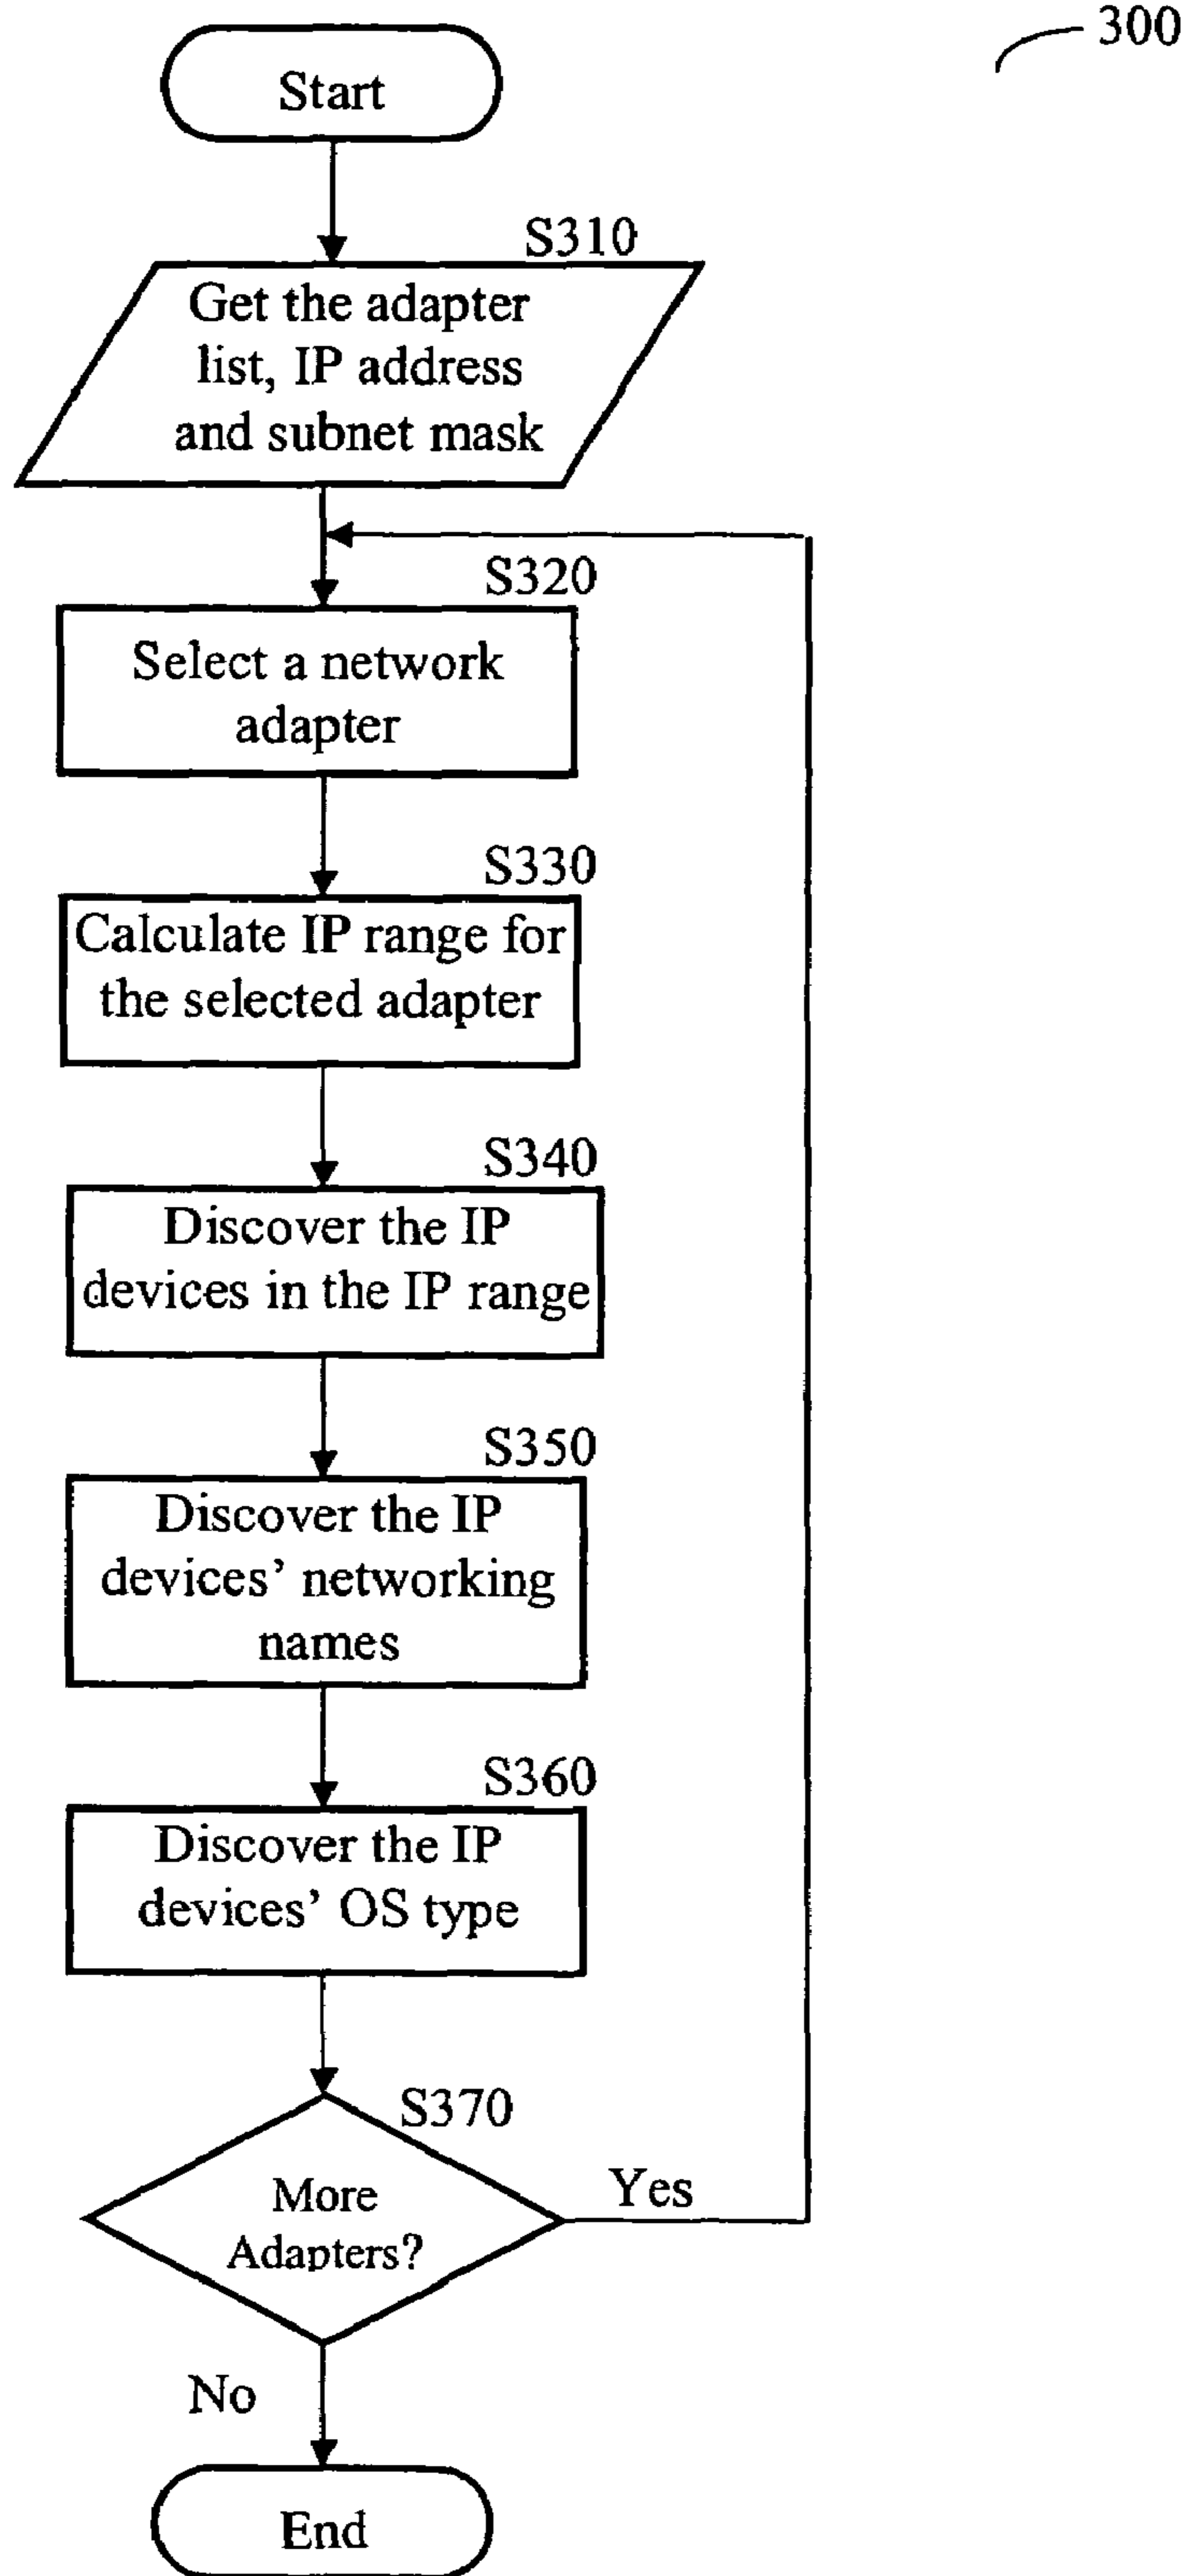 300
Start
S310
Get the adapter
list, IP address
and subnet mask
S320
Select a network
adapter
S330
Calculate IP range for
the selected adapter
S340
Discover the IP
devices in the IP range
S350
Discover the IP
devices’ networking
names
S360
Discover the IP
devices’ OS type
S370
More
Adapters?
Yes
No
End